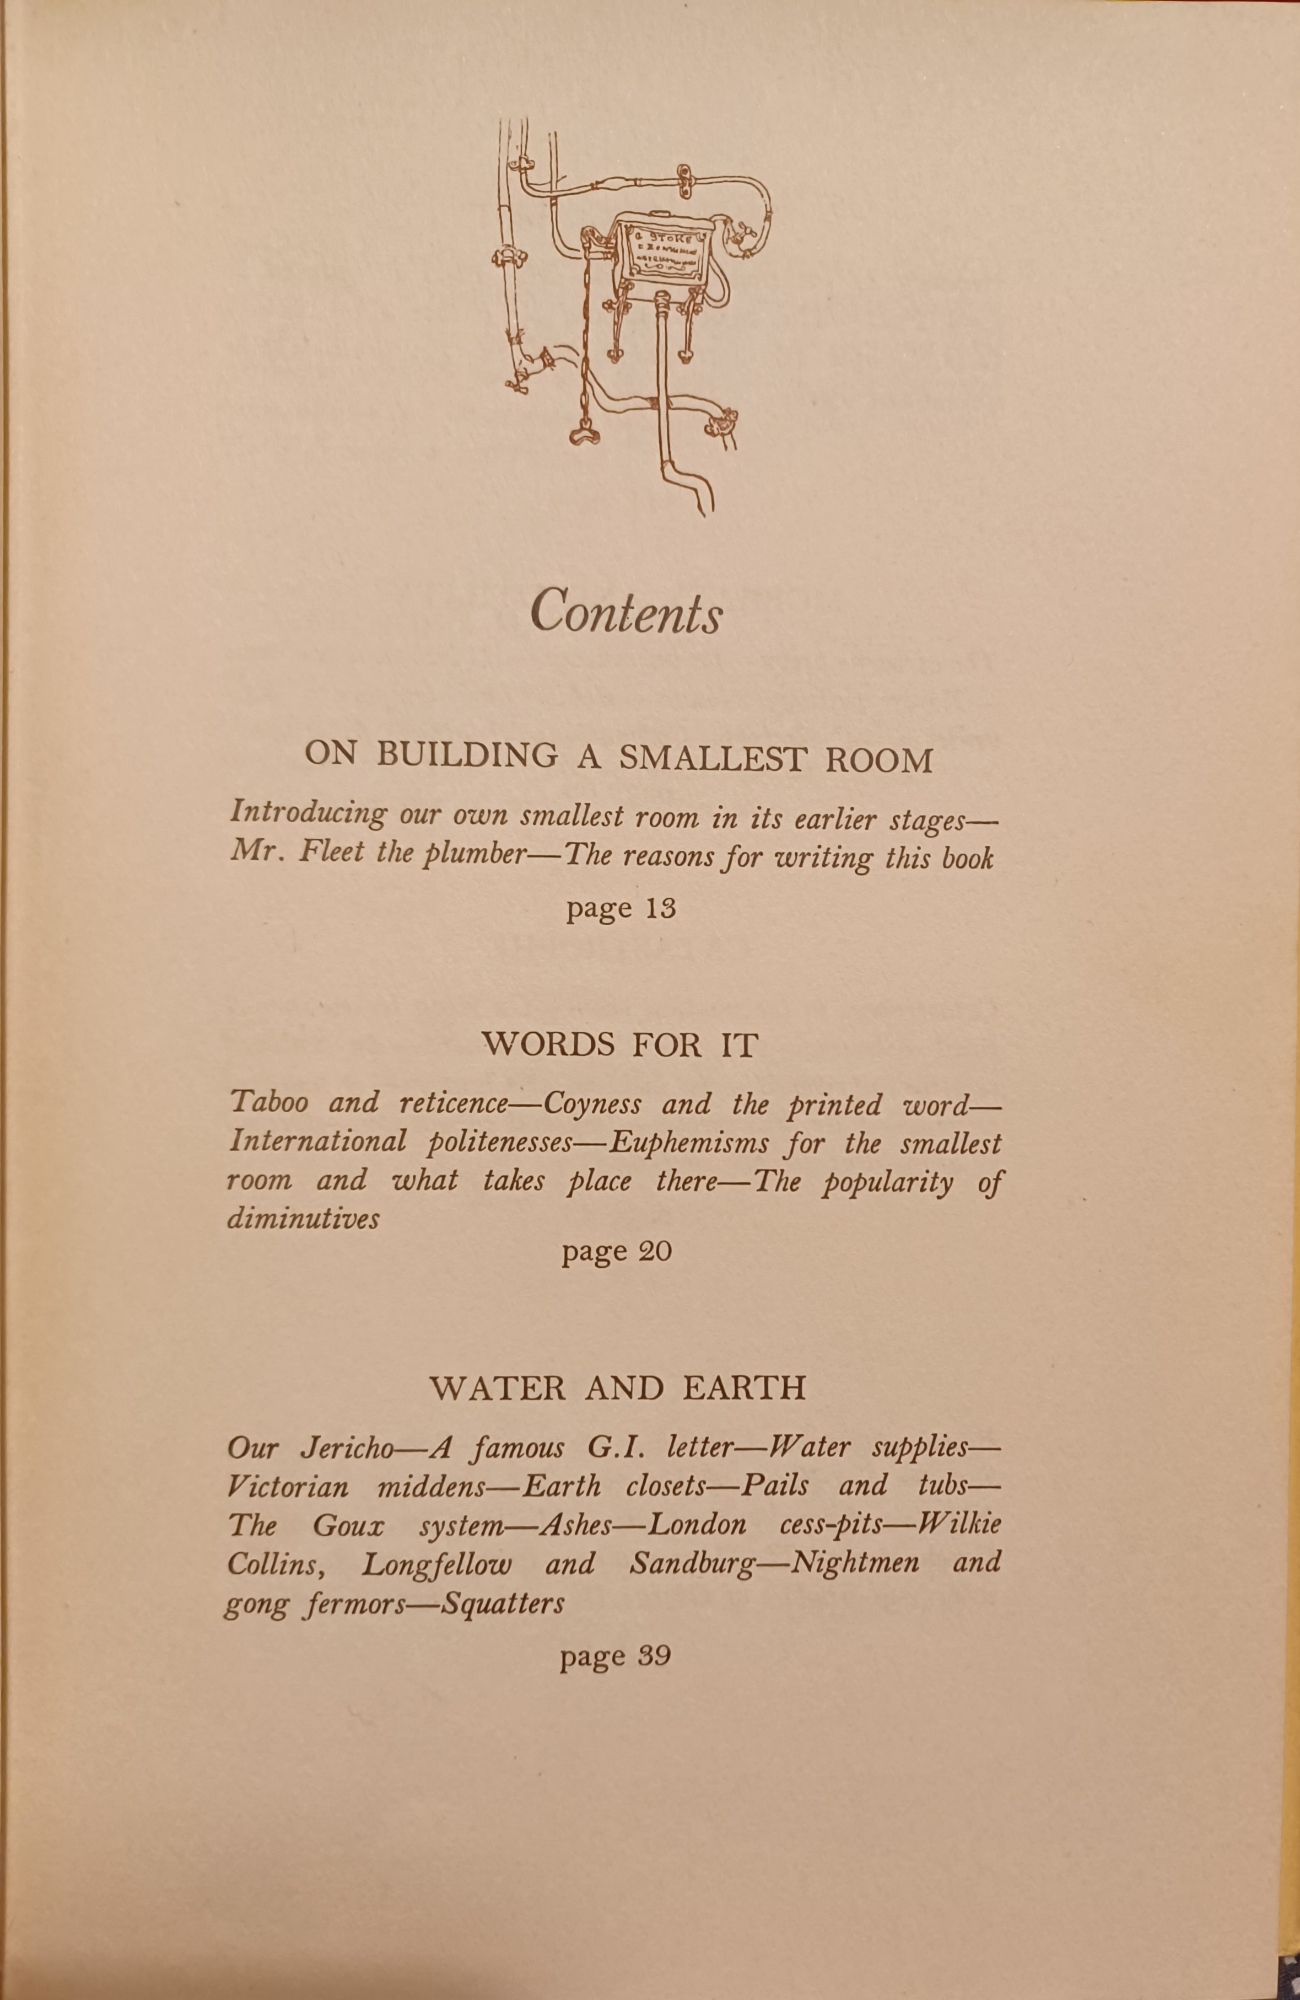 STOKE
Contents
ON BUILDING A SMALLEST ROOM
Introducing our own smallest room in its earlier stages—
Mr. Fleet the plumber—The reasons for writing this book
page 13
WORDS FOR IT
Taboo and reticence—Coyness and the printed word—
International politenesses—Euphemisms for the smallest
room and what takes place there—The popularity of
diminutives
page 20
WATER AND EARTH
Our Jericho—A famous G.I. letter—Water supplies—
Victorian middens—Earth closets—Pails and tubs—
The Goux system—Ashes—London cess-pits—Wilkie
Collins, Longfellow and Sandburg—Nightmen and
gong fermors—Squatters
page 39